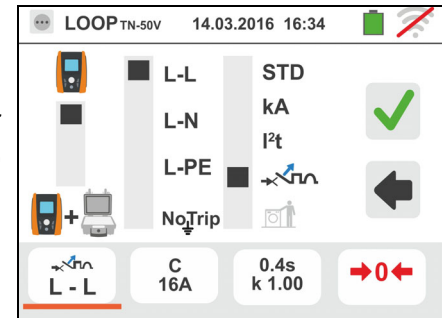 LOOP TN-50V 14.03.2016 16:34
L-L STD
L-N kA
I²t
L-PE
NoTrip
+
L - L
C
16A
0.4s
k 1.00
→0←